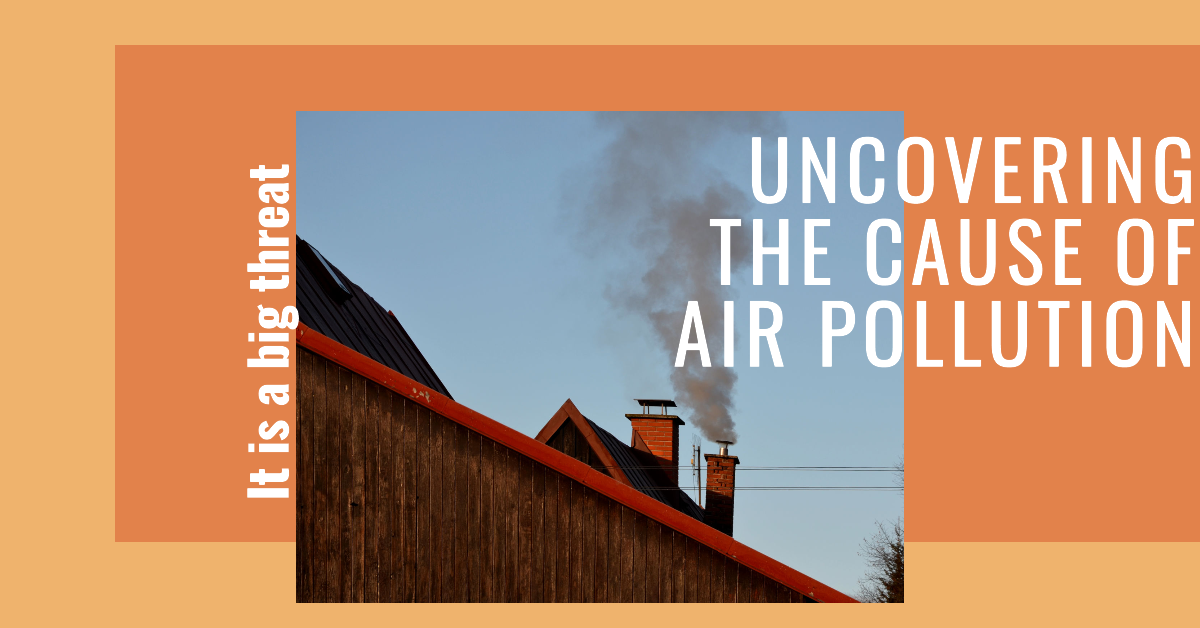 It is a big threat
UNCOVERING
THE CAUSE OF
AIR POLLUTION